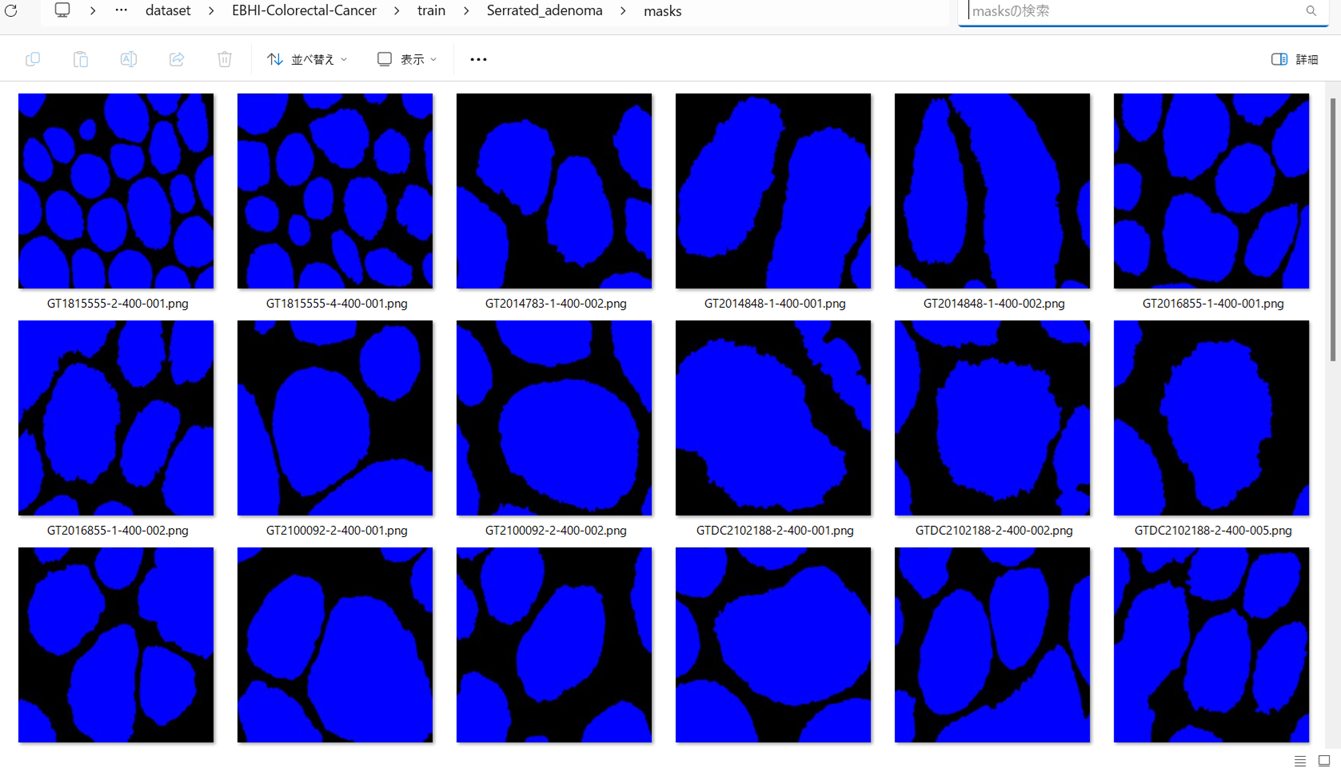 dataset > EBHI-Colorectal-Cancer > train > Serrated_adenoma > masks
masksの検索
並べ替え
表示
詳細
GT1815555-2-400-001.png
GT1815555-4-400-001.png
GT2014783-1-400-002.png
GT2014848-1-400-001.png
GT2014848-1-400-002.png
GT2016855-1-400-001.png
GT2016855-1-400-002.png
GT2100092-2-400-001.png
GT2100092-2-400-002.png
GTDC2102188-2-400-001.png
GTDC2102188-2-400-002.png
GTDC2102188-2-400-005.png